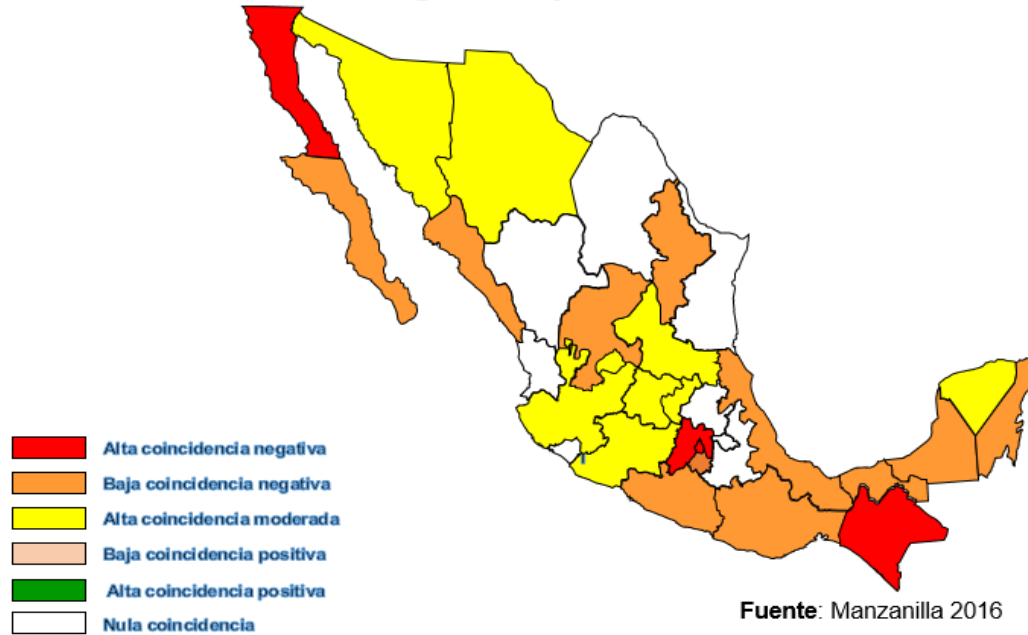 Alta coincidencia negativa
Baja coincidencia negativa
Alta coincidencia moderada
Baja coincidencia positiva
Alta coincidencia positiva
Nula coincidencia
Fuente: Manzanilla 2016